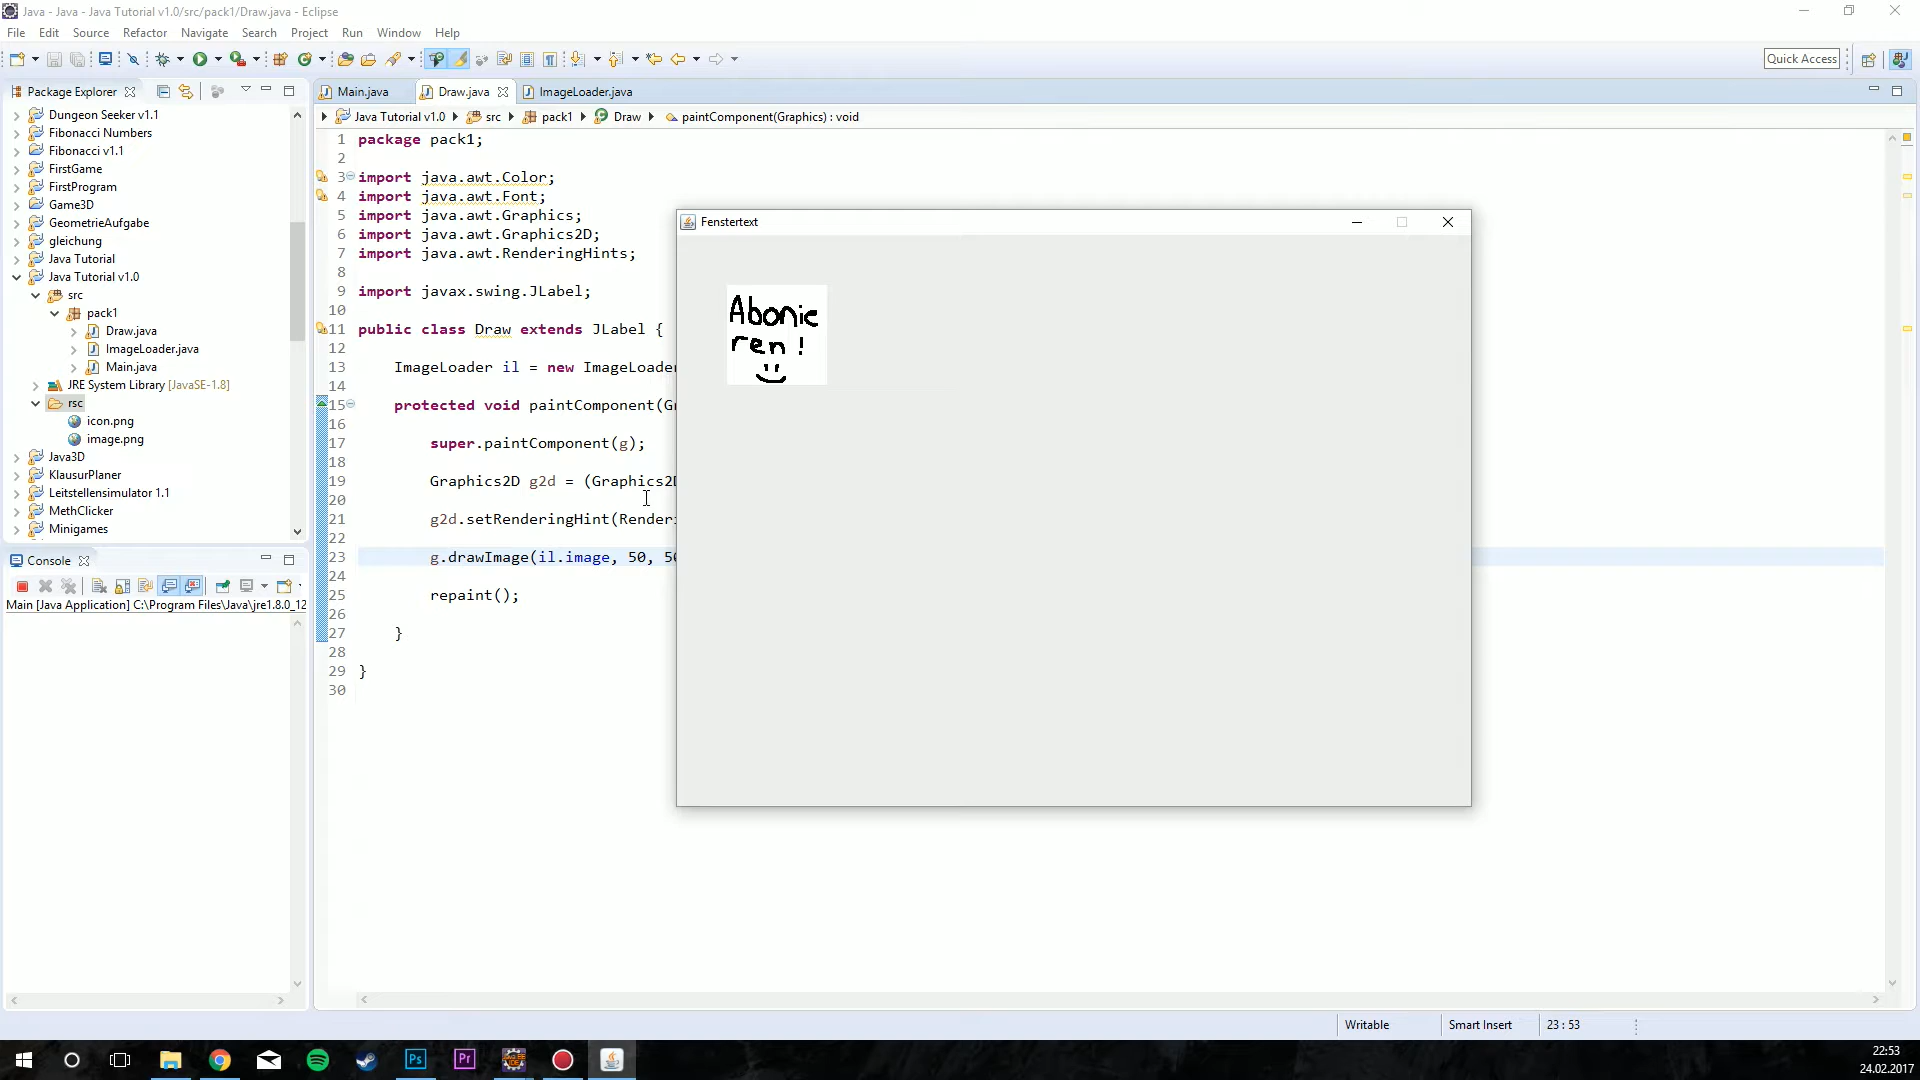 Java - Java - Java Tutorial v1.0/src/pack1/Draw.java - Eclipse
File Edit Source Refactor Navigate Search Project Run Window Help
Quick Access
Package Explorer
Dungeon Seeker v1.1
Fibonacci Numbers
Fibonacci v1.1
FirstGame
FirstProgram
Game3D
GeometrieAufgabe
gleichung
Java Tutorial
Java Tutorial v1.0
src
pack1
Draw.java
ImageLoader.java
Main.java
JRE System Library [JavaSE-1.8]
rsc
icon.png
image.png
Java3D
KlausurPlaner
Leitstellensimulator 1.1
MethClicker
Minigames
Console
Main [Java Application] C:\Program Files\Java\jre1.8.0_12
Main.java Draw.java ImageLoader.java
Java Tutorial v1.0 src pack1 Draw paintComponent(Graphics) : void
1 package pack1;
2
3 import java.awt.Color;
4 import java.awt.Font;
5 import java.awt.Graphics;
6 import java.awt.Graphics2D;
7 import java.awt.RenderingHints;
8
9 import javax.swing.JLabel;
10
11 public class Draw extends JLabel {
12
13 ImageLoader il = new ImageLoader
14
15 protected void paintComponent(Gr
16
17 super.paintComponent(g);
18
19 Graphics2D g2d = (Graphics2D
20
21 g2d.setRenderingHint(Renderi
22
23 g.drawImage(il.image, 50, 50
24
25 repaint();
26
27 }
28
29 }
30
Fenstertext
Abonie
ren !
Writable Smart Insert 23 : 53
Ps Pr
22:53
24.02.2017